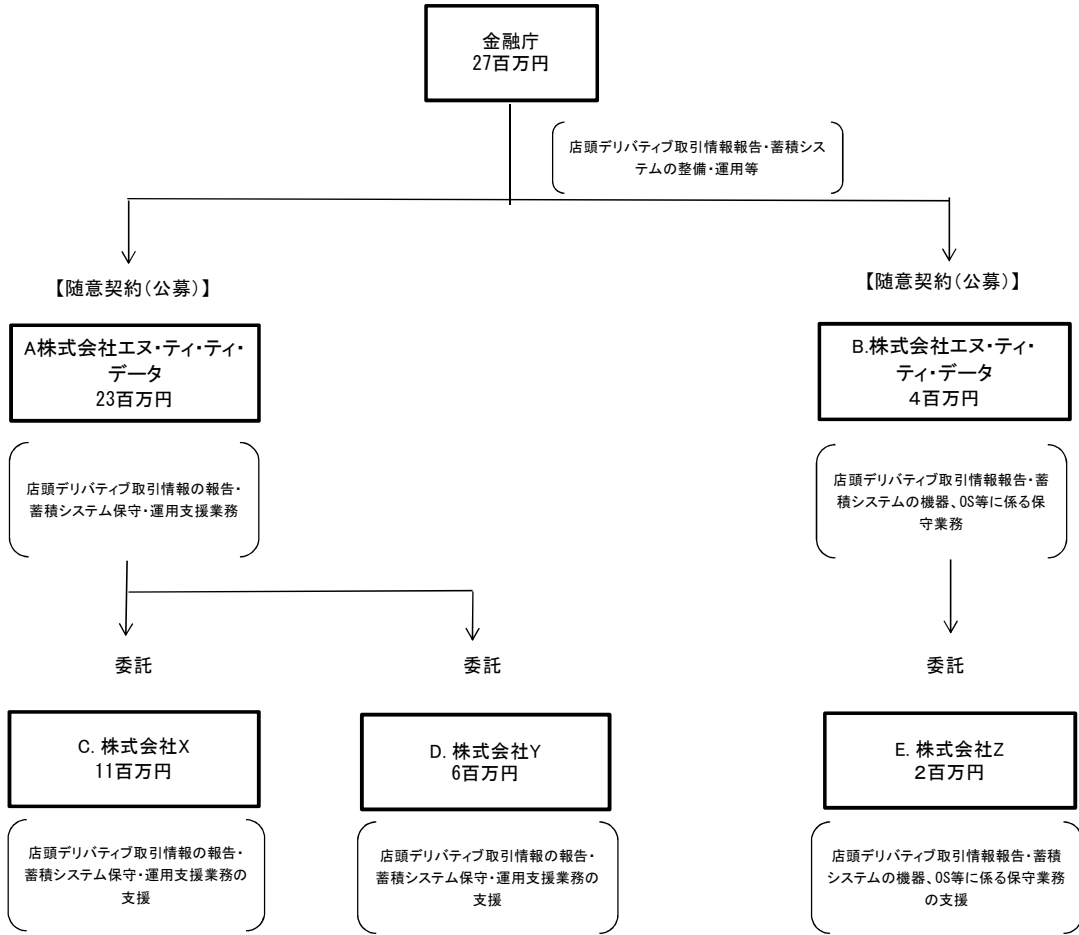 金融庁
27百万円
店頭デリバティブ取引情報報告・蓄積シス
テムの整備・運用等
【随意契約（公募）】
【随意契約（公募）】
A株式会社エヌ・ティ・ティ・
データ
23百万円
B.株式会社エヌ・ティ・
ティ・データ
４百万円
店頭デリバティブ取引情報の報告・
蓄積システム保守・運用支援業務
店頭デリバティブ取引情報報告・蓄
積システムの機器、OS等に係る保
守業務
委託
委託
委託
C. 株式会社X
11百万円
D. 株式会社Y
6百万円
E. 株式会社Z
２百万円
店頭デリバティブ取引情報の報告・
蓄積システム保守・運用支援業務の
支援
店頭デリバティブ取引情報の報告・
蓄積システム保守・運用支援業務の
支援
店頭デリバティブ取引情報報告・蓄積
システムの機器、OS等に係る保守業務
の支援